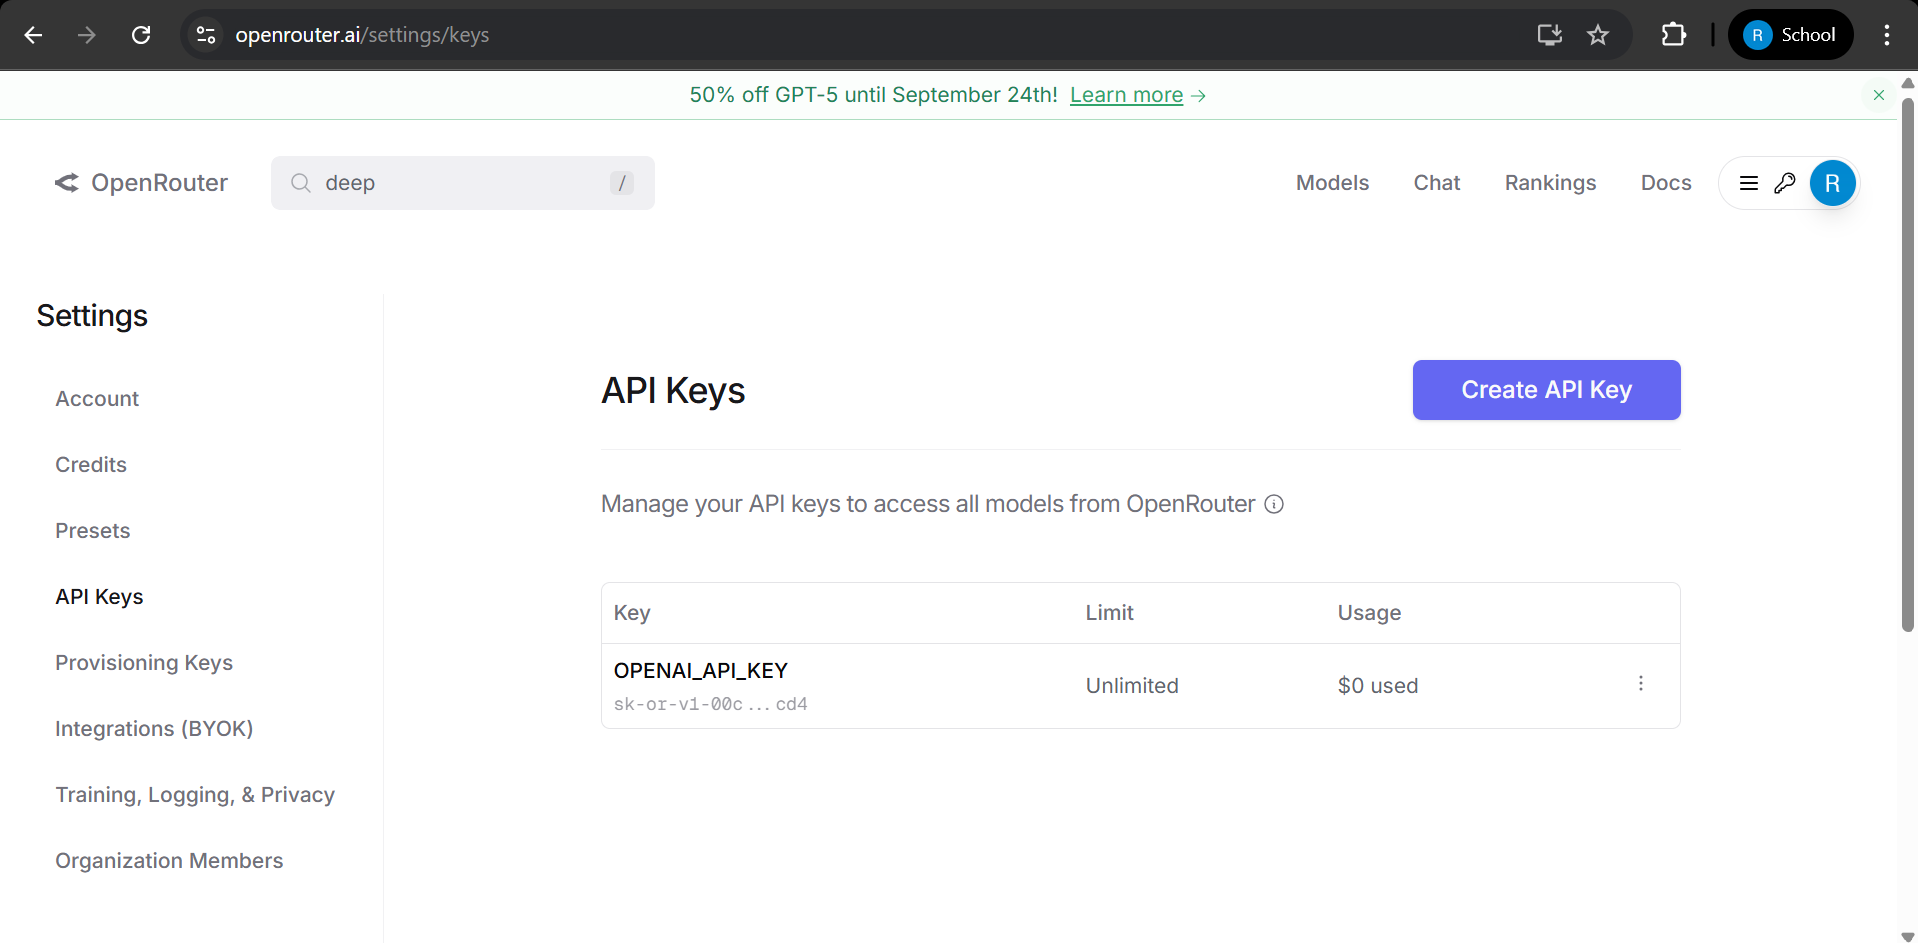 openrouter.ai/settings/keys
R School
50% off GPT-5 until September 24th! Learn more →
OpenRouter
deep /
Models Chat Rankings Docs R
Settings
Account
Credits
Presets
API Keys
Provisioning Keys
Integrations (BYOK)
Training, Logging, & Privacy
Organization Members
API Keys
Create API Key
Manage your API keys to access all models from OpenRouter
Key Limit Usage
OPENAI_API_KEY
sk-or-v1-00c...cd4
Unlimited $0 used